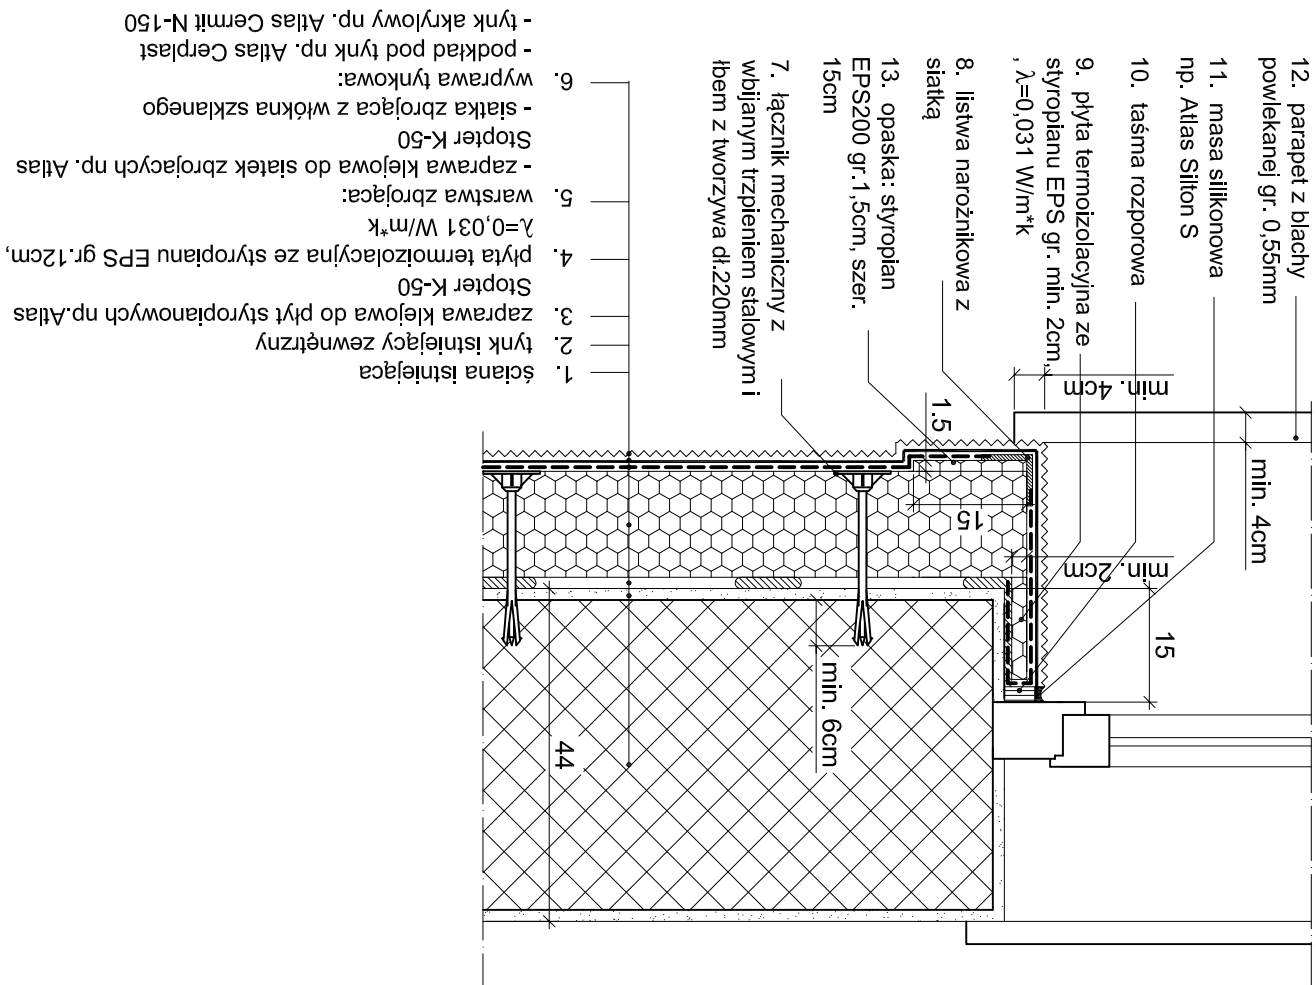 1. ściana istniejąca
2. tynk istniejący zewnętrzny
3. zaprawa klejowa do płyt styropianowych np.Atlas
Stopter K-50
4. płyta termoizolacyjna ze styropianu EPS gr.12cm,
λ=0,031 W/m*k
5. warstwa zbrojąca:
- zaprawa klejowa do siatek zbrojacych np. Atlas
Stopter K-50
- siatka zbrojąca z włókna szklanego
6. wyprawa tynkowa:
- podkład pod tynk np. Atlas Cerplast
- tynk akrylowy np. Atlas Cermit N-150
12. parapet z blachy
powlekanej gr. 0,55mm
11. masa silikonowa
np. Atlas Silton S
10. taśma rozporowa
9. płyta termoizolacyjna ze
styropianu EPS gr. min. 2cm,
, λ=0,031 W/m*k
8. listwa narożnikowa z
siatką
13. opaska: styropian
EPS200 gr.1,5cm, szer.
15cm
7. łącznik mechaniczny z
wbijanym trzpieniem stalowym i
łbem z tworzywa dł.220mm
min. 4cm
min. 4cm
1.5
15
min. 2cm
15
min. 6cm
44